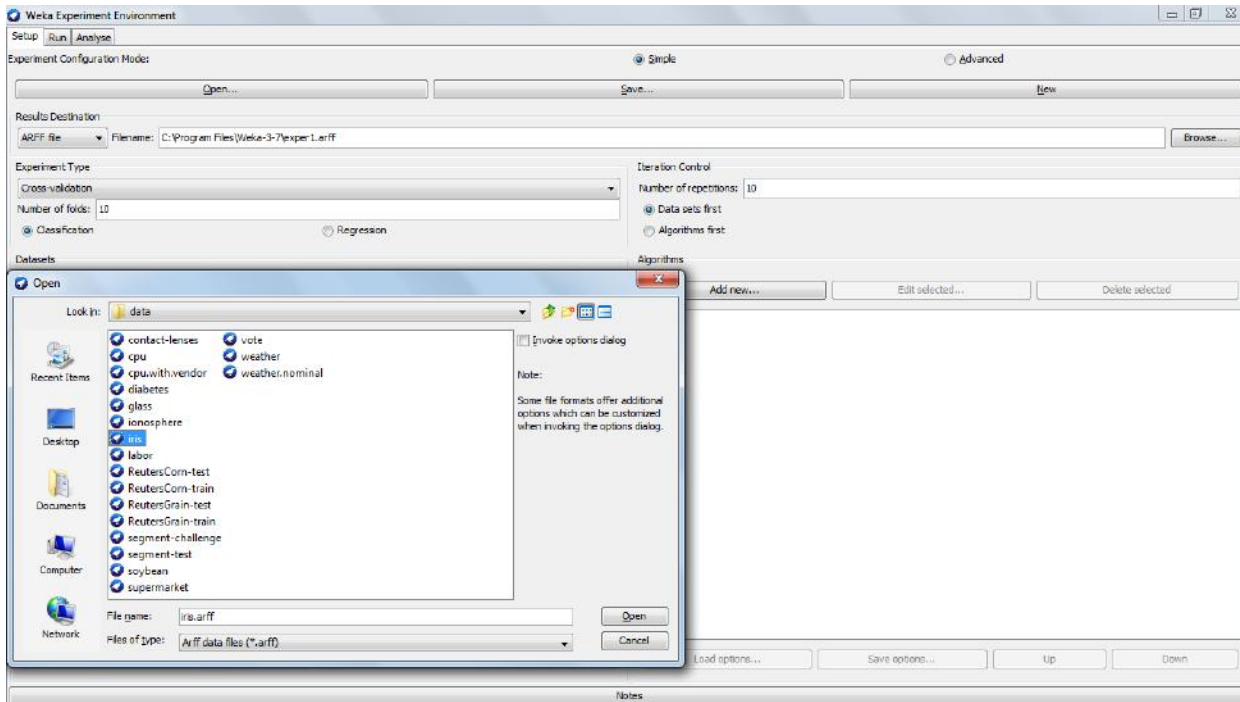 Weka Experiment Environment
Setup Run Analyse
Experiment Configuration Mode: Simple Advanced
Open... Save... New
Results Destination
ARFF file Filename: C:\Program Files\Weka-3-7\exper1.arff Browse...
Experiment Type Iteration Control
Cross-validation Number of repetitions: 10
Number of folds: 10 Data sets first
Classification Regression Algorithms first
Datasets Algorithms
Open
Add new... Edit selected... Delete selected
Look in: data
contact-lenses vote Invoke options dialog
cpu weather
cpu.with.vendor weather.nominal Note:
Recent Items
diabetes
glass Some file formats offer additional
ionosphere options which can be customized
iris when invoking the options dialog.
Desktop
labor
ReutersCorn-test
ReutersCorn-train
ReutersGrain-test
Documents
ReutersGrain-train
segment-challenge
segment-test
Computer soybean
supermarket
File name: iris.arff Open
Network Files of type: Arff data files (*.arff) Cancel
Load options... Save options... Up Down
Notes